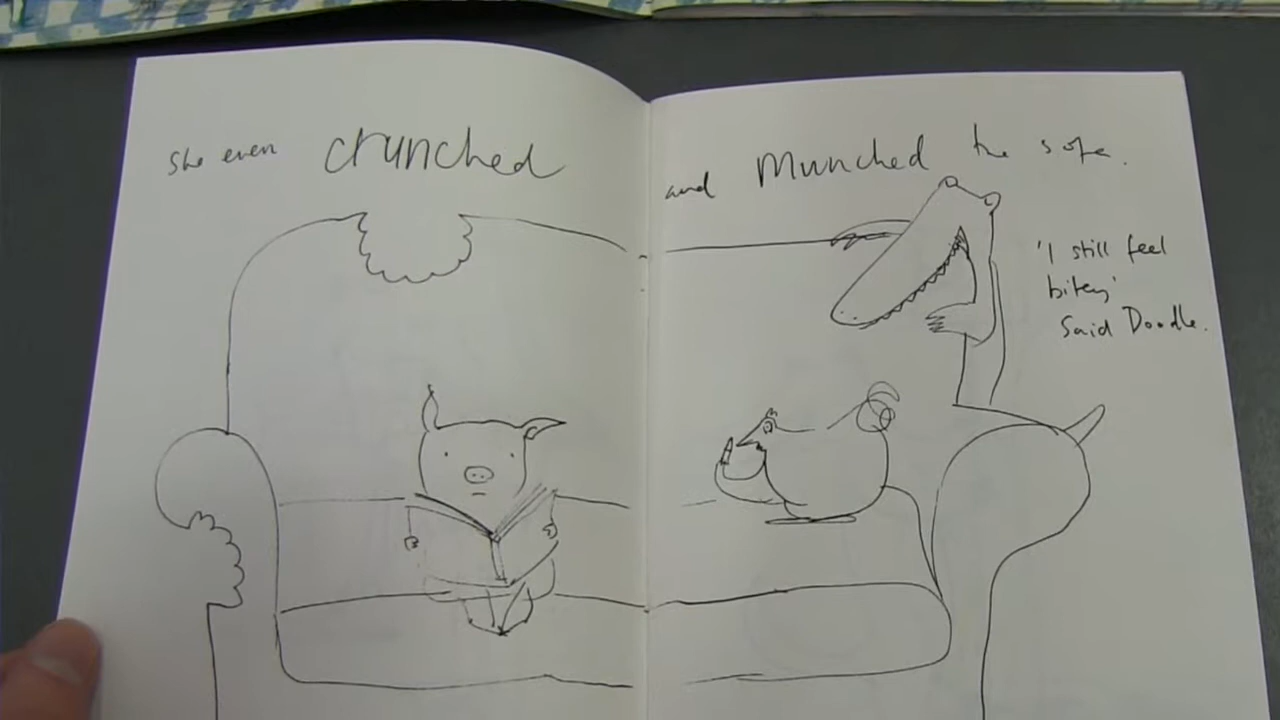 She even crunched and Munched the sofa.
'I still feel
bitey'
said Doodle.